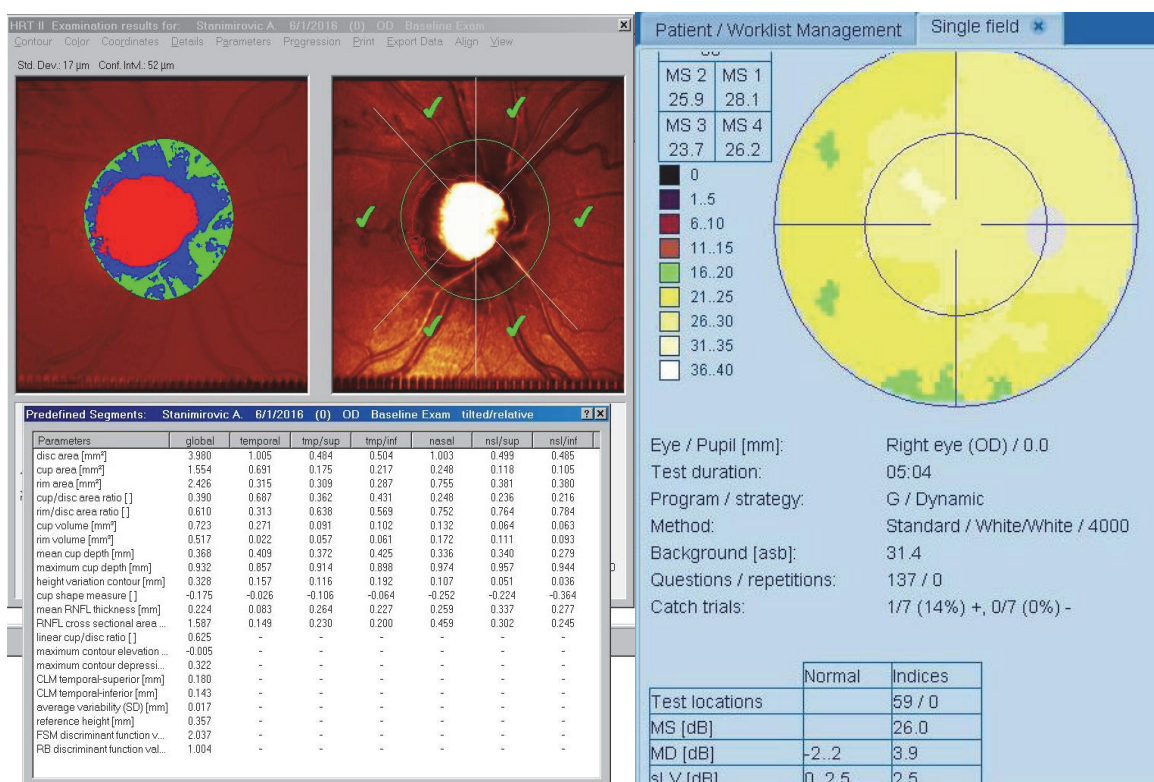 HRT II Examination results for: Stanimirovic A. 6/1/2016 (0) OD Baseline Exam
Contour Color Coordinates Details Parameters Progression Print Export Data Align View
Std. Dev.: 17 µm Conf. IntM.: 52 µm
Predefined Segments: Stanimirovic A. 6/1/2016 (0) OD Baseline Exam tilted/relative
Parameters global temporal tmp/sup tmp/inf nasal nsl/sup nsl/inf
disc area [mm²] 3.980 1.005 0.484 0.504 1.003 0.499 0.485
cup area [mm²] 1.554 0.691 0.175 0.217 0.248 0.118 0.105
rim area [mm²] 2.426 0.315 0.309 0.287 0.755 0.381 0.380
cup/disc area ratio [] 0.390 0.687 0.362 0.431 0.248 0.236 0.216
rim/disc area ratio [] 0.610 0.313 0.638 0.569 0.752 0.764 0.784
cup volume [mm³] 0.723 0.271 0.091 0.102 0.132 0.064 0.063
rim volume [mm³] 0.517 0.022 0.057 0.061 0.172 0.111 0.093
mean cup depth [mm] 0.368 0.409 0.372 0.425 0.336 0.340 0.279
maximum cup depth [mm] 0.932 0.857 0.914 0.898 0.974 0.957 0.944
height variation contour [mm] 0.328 0.157 0.116 0.192 0.107 0.051 0.036
cup shape measure [] -0.175 -0.026 -0.106 -0.064 -0.252 -0.224 -0.364
mean RNFL thickness [mm] 0.224 0.083 0.264 0.227 0.259 0.337 0.277
RNFL cross sectional area ... 1.587 0.149 0.230 0.200 0.459 0.302 0.245
linear cup/disc ratio [] 0.625 - - - - - -
maximum contour elevation ... -0.005 - - - - - -
maximum contour depressi... 0.322 - - - - - -
CLM temporal-superior [mm] 0.180 - - - - - -
CLM temporal-inferior [mm] 0.143 - - - - - -
average variability (SD) [mm] 0.017 - - - - - -
reference height [mm] 0.357 - - - - - -
FSM discriminant function v... 2.037 - - - - - -
RB discriminant function val... 1.004 - - - - - -
Patient / Worklist Management Single field
MS 2 MS 1
25.9 28.1
MS 3 MS 4
23.7 26.2
0
1..5
6..10
11..15
16..20
21..25
26..30
31..35
36..40
Eye / Pupil [mm]: Right eye (OD) / 0.0
Test duration: 05:04
Program / strategy: G / Dynamic
Method: Standard / White/White / 4000
Background [asb]: 31.4
Questions / repetitions: 137 / 0
Catch trials: 1/7 (14%) +, 0/7 (0%) -
Normal Indices
Test locations 59 / 0
MS [dB] 26.0
MD [dB] -2..2 3.9
sLV [dB] 0..2.5 2.5